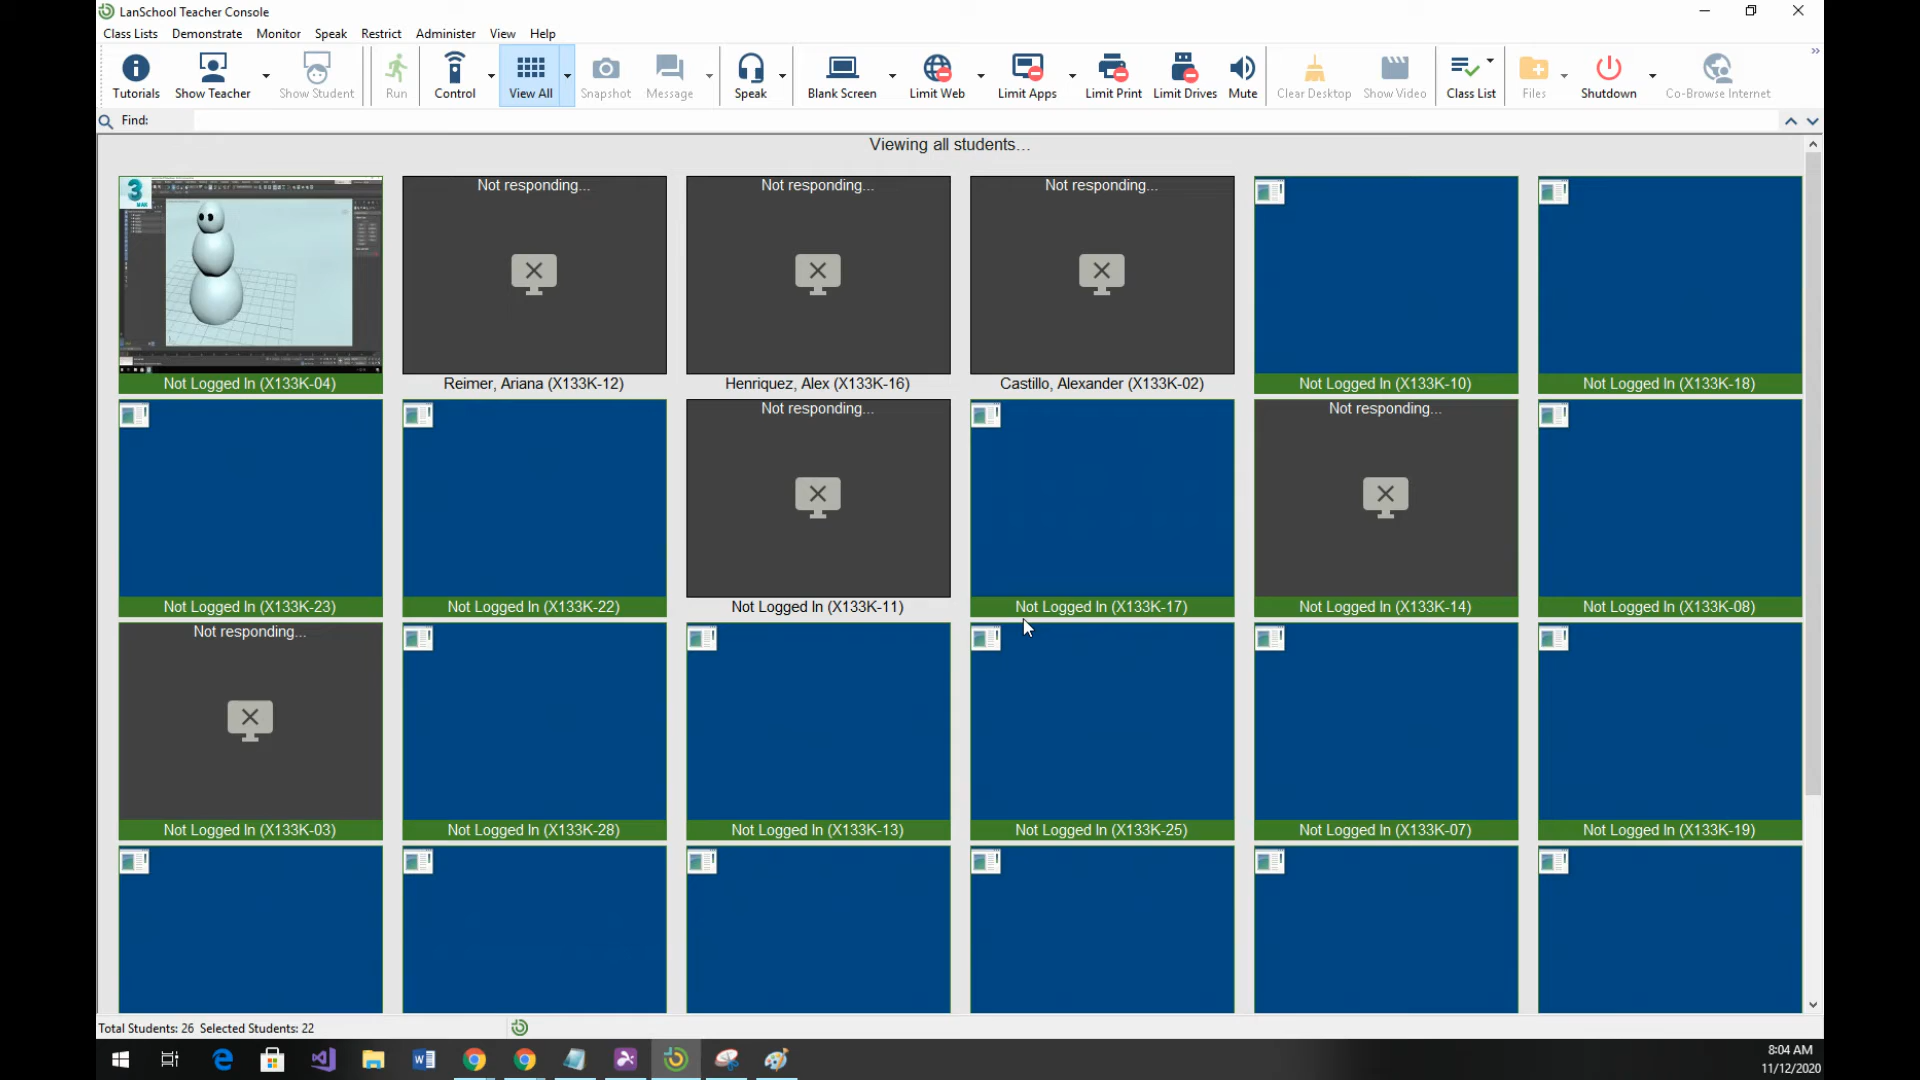 LanSchool Teacher Console
Class Lists Demonstrate Monitor Speak Restrict Administer View Help
Tutorials Show Teacher Show Student Run Control View All Snapshot Message Speak Blank Screen Limit Web Limit Apps Limit Print Limit Drives Mute Clear Desktop Show Video Class List Files Shutdown Co-Browse Internet
Find:
Viewing all students...
Not responding... Not responding... Not responding...
3
MAX
Not Logged In (X133K-04) Reimer, Ariana (X133K-12) Henriquez, Alex (X133K-16) Castillo, Alexander (X133K-02) Not Logged In (X133K-10) Not Logged In (X133K-18)
Not responding... Not responding...
Not Logged In (X133K-23) Not Logged In (X133K-22) Not Logged In (X133K-11) Not Logged In (X133K-17) Not Logged In (X133K-14) Not Logged In (X133K-08)
Not responding...
Not Logged In (X133K-03) Not Logged In (X133K-28) Not Logged In (X133K-13) Not Logged In (X133K-25) Not Logged In (X133K-07) Not Logged In (X133K-19)
Total Students: 26 Selected Students: 22
8:04 AM
11/12/2020